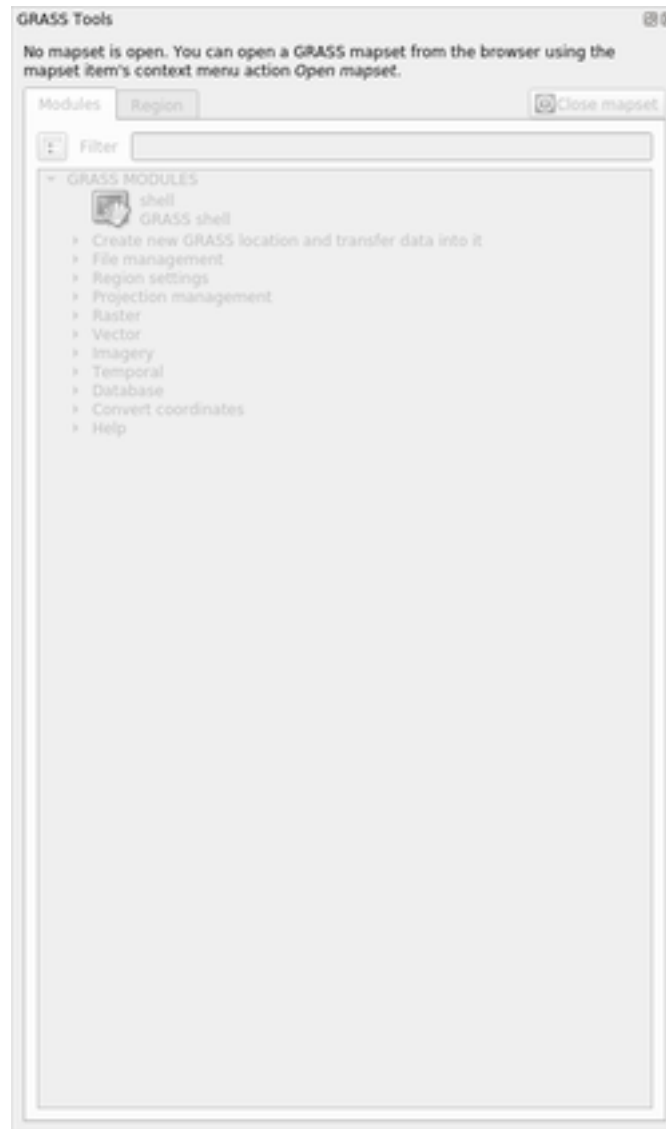 GRASS Tools
No mapset is open. You can open a GRASS mapset from the browser using the
mapset item's context menu action Open mapset.
Modules Region Close mapset
Filter
GRASS MODULES
shell
GRASS shell
Create new GRASS location and transfer data into it
File management
Region settings
Projection management
Raster
Vector
Imagery
Temporal
Database
Convert coordinates
Help